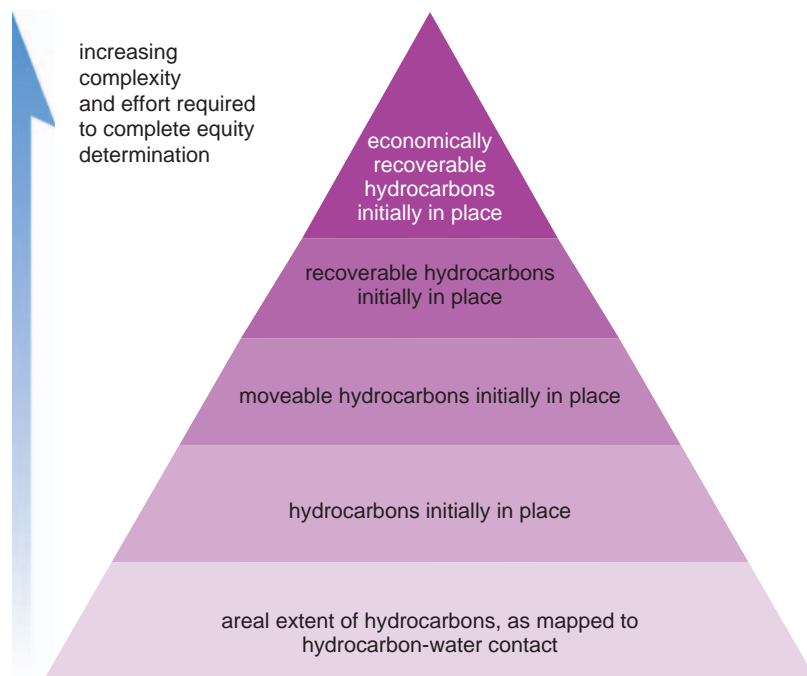 increasing
complexity
and effort required
to complete equity
determination
economically
recoverable
hydrocarbons
initially in place
recoverable hydrocarbons
initially in place
moveable hydrocarbons initially in place
hydrocarbons initially in place
areal extent of hydrocarbons, as mapped to
hydrocarbon-water contact